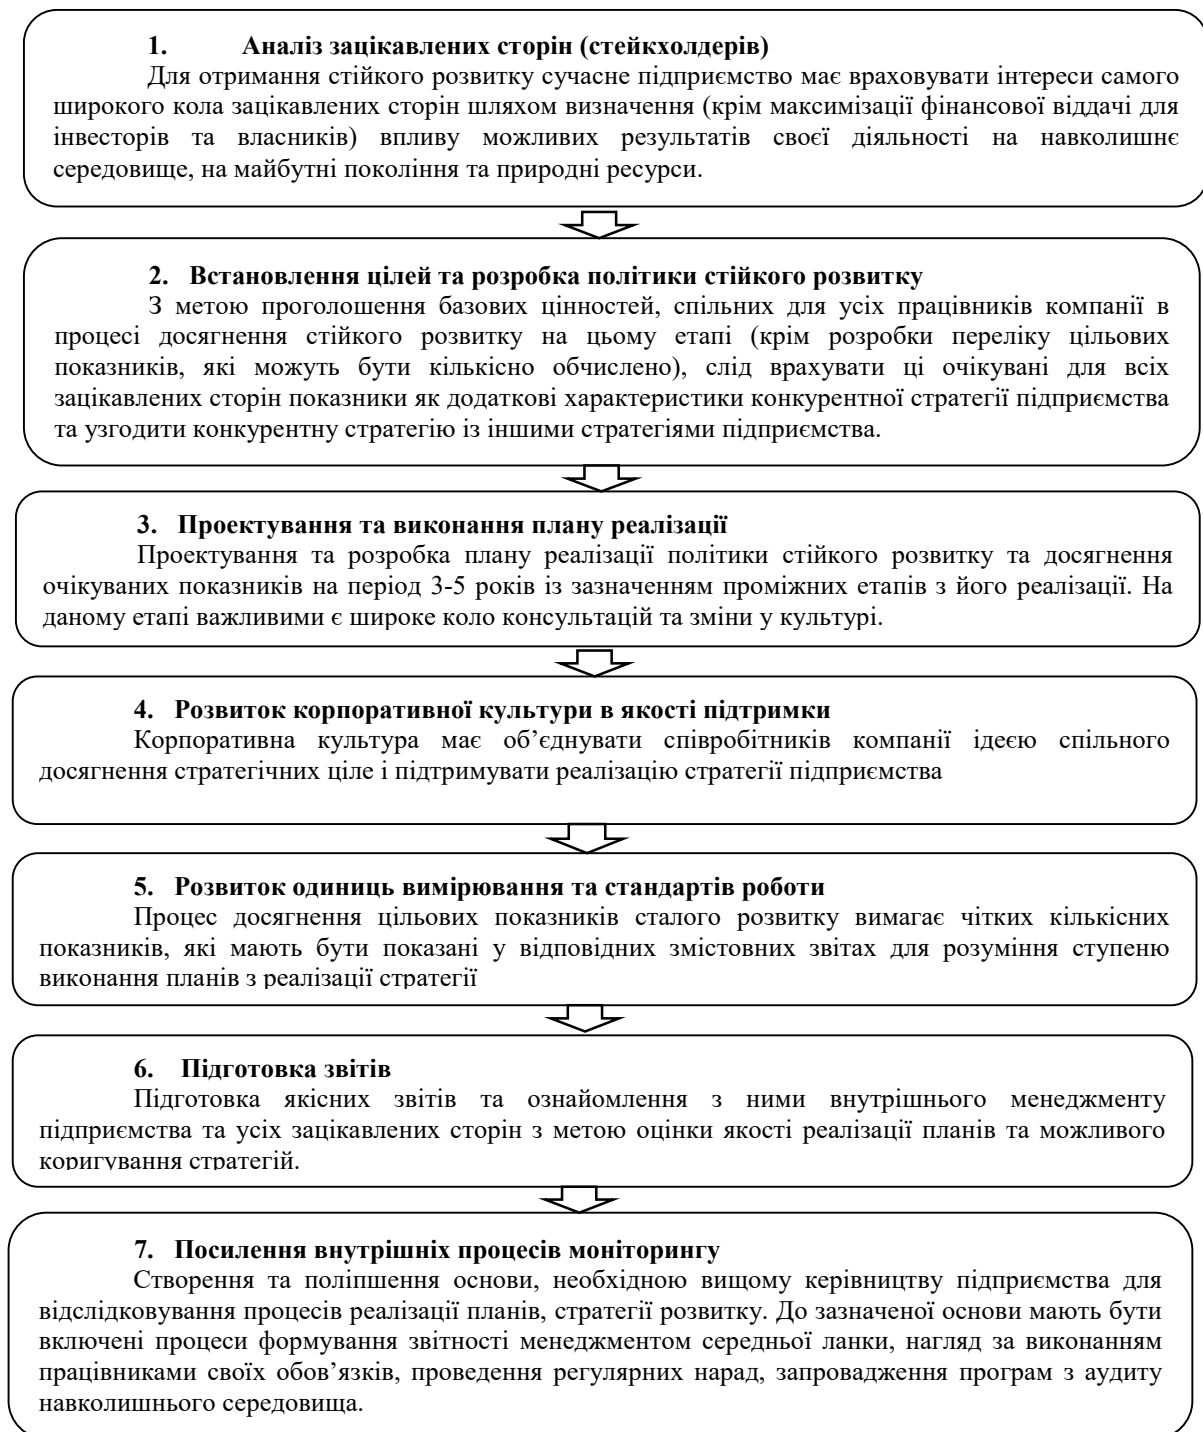 1. Аналіз зацікавлених сторін (стейкхолдерів)
Для отримання стійкого розвитку сучасне підприємство має враховувати інтереси самого
широкого кола зацікавлених сторін шляхом визначення (крім максимізації фінансової віддачі для
інвесторів та власників) впливу можливих результатів своєї діяльності на навколишнє
середовище, на майбутні покоління та природні ресурси.
2. Встановлення цілей та розробка політики стійкого розвитку
З метою проголошення базових цінностей, спільних для усіх працівників компанії в
процесі досягнення стійкого розвитку на цьому етапі (крім розробки переліку цільових
показників, які можуть бути кількісно обчислено), слід врахувати ці очікувані для всіх
зацікавлених сторін показники як додаткові характеристики конкурентної стратегії підприємства
та узгодити конкурентну стратегію із іншими стратегіями підприємства.
3. Проектування та виконання плану реалізації
Проектування та розробка плану реалізації політики стійкого розвитку та досягнення
очікуваних показників на період 3-5 років із зазначенням проміжних етапів з його реалізації. На
даному етапі важливими є широке коло консультацій та зміни у культурі.
4. Розвиток корпоративної культури в якості підтримки
Корпоративна культура має об’єднувати співробітників компанії ідеєю спільного
досягнення стратегічних ціле і підтримувати реалізацію стратегії підприємства
5. Розвиток одиниць вимірювання та стандартів роботи
Процес досягнення цільових показників сталого розвитку вимагає чітких кількісних
показників, які мають бути показані у відповідних змістовних звітах для розуміння ступеню
виконання планів з реалізації стратегії
6. Підготовка звітів
Підготовка якісних звітів та ознайомлення з ними внутрішнього менеджменту
підприємства та усіх зацікавлених сторін з метою оцінки якості реалізації планів та можливого
коригування стратегій.
7. Посилення внутрішніх процесів моніторингу
Створення та поліпшення основи, необхідною вищому керівництву підприємства для
відслідковування процесів реалізації планів, стратегії розвитку. До зазначеної основи мають бути
включені процеси формування звітності менеджментом середньої ланки, нагляд за виконанням
працівниками своїх обов’язків, проведення регулярних нарад, запровадження програм з аудиту
навколишнього середовища.